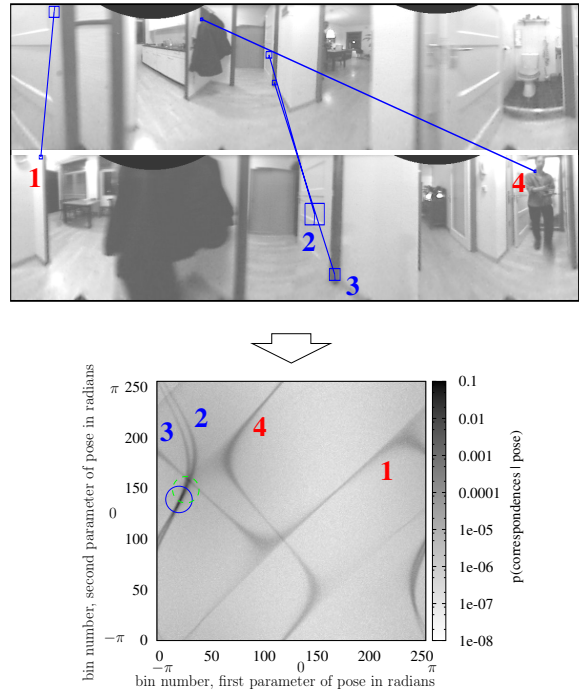 1
4
2
3
bin number, second parameter of pose in radians
π
0
−π
250
200
150
100
50
0
3
2
4
1
0.1
0.01
0.001
0.0001
1e-05
1e-06
1e-07
1e-08
p(correspondences | pose)
0 50 100 150 200 250
−π 0 π
bin number, first parameter of pose in radians